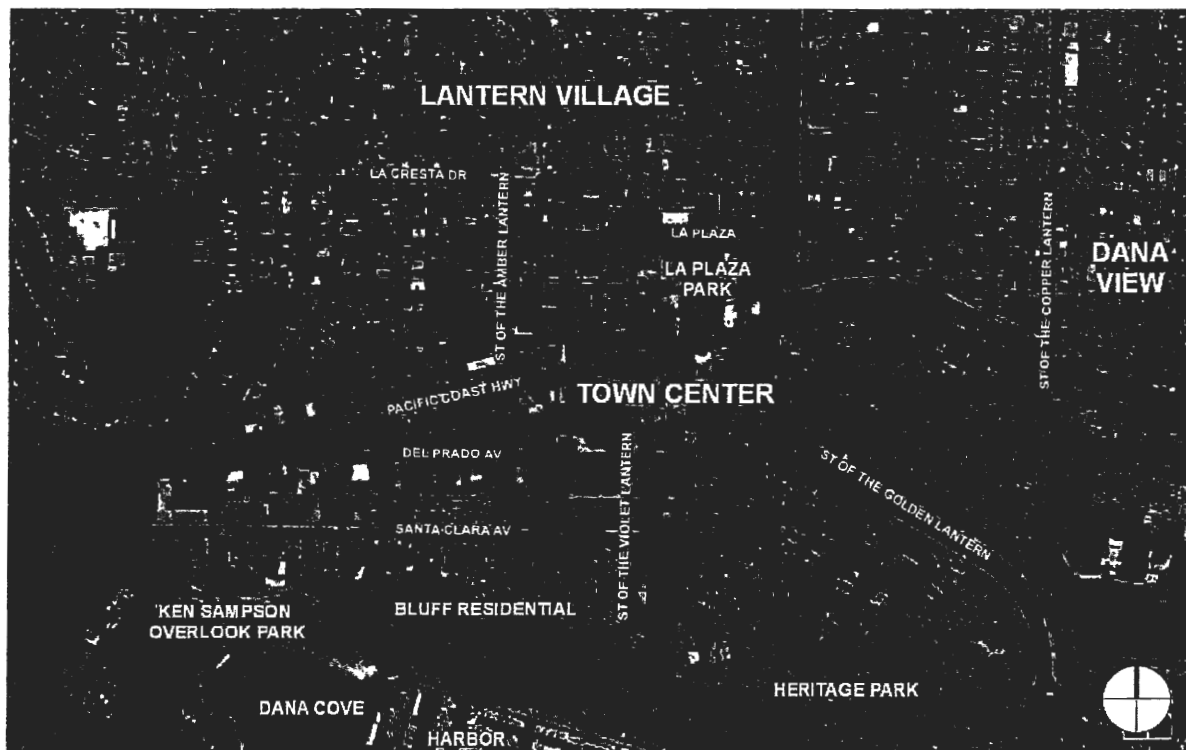 LANTERN VILLAGE
LA CRESTA DR
ST OF THE AMBER LANTERN
LA PLAZA
LA PLAZA
PARK
ST OF THE COPPER LANTERN
DANA
VIEW
PACIFIC COAST HWY
TOWN CENTER
DEL PRADO AV
ST OF THE VIOLET LANTERN
ST OF THE GOLDEN LANTERN
SANTA CLARA AV
KEN SAMPSON
OVERLOOK PARK
BLUFF RESIDENTIAL
HERITAGE PARK
DANA COVE
HARBOR